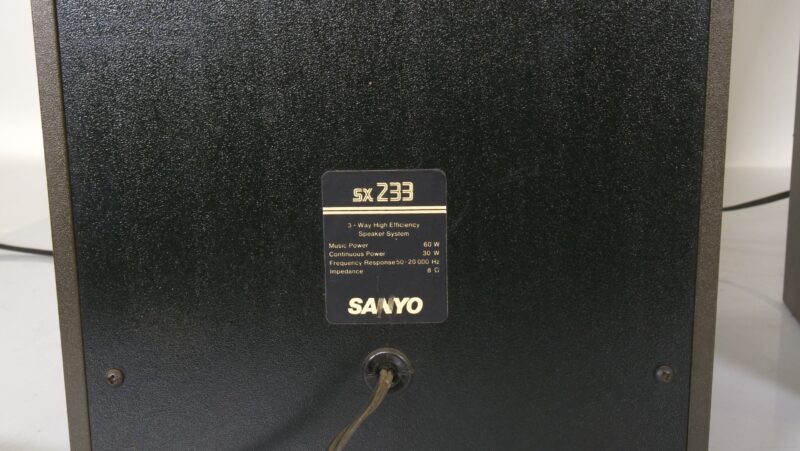 SX 233
3 - Way High Efficiency
Speaker System
Music Power 60 W
Continuous Power 30 W
Frequency Response 50 - 20 000 Hz
Impedance 8 Ω
SANYO